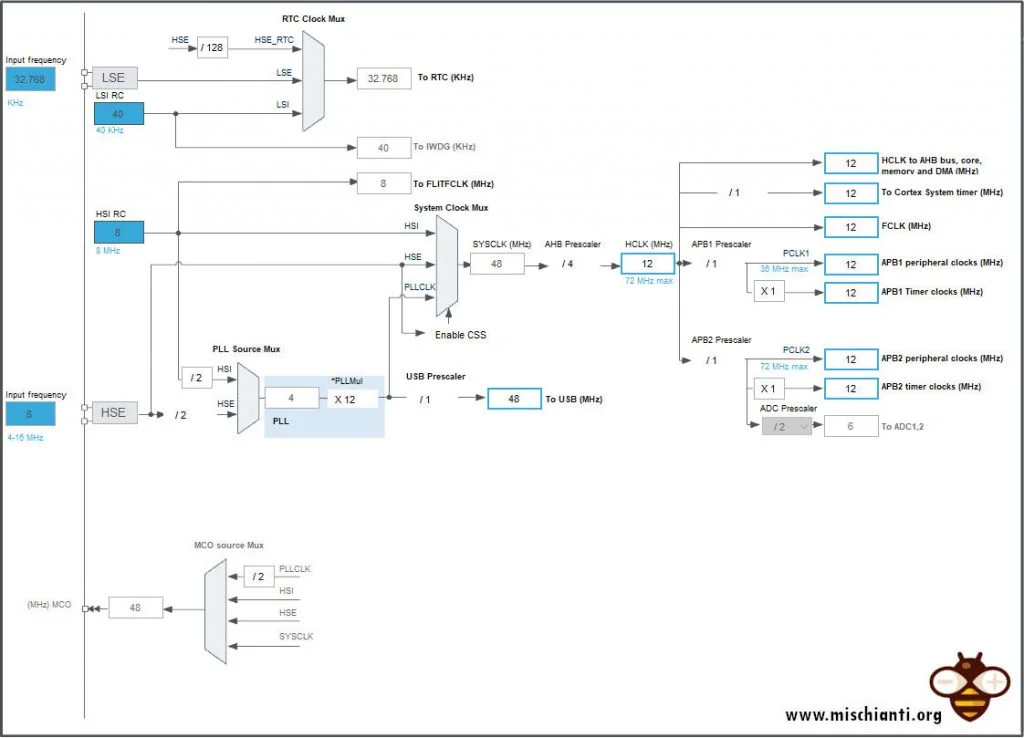 RTC Clock Mux
HSE
/ 128
HSE_RTC
Input frequency
32.768
KHz
LSE
LSE
32.768
To RTC (KHz)
LSI RC
40
40 KHz
LSI
40
To IWDG (KHz)
8
To FLITFCLK (MHz)
HSI RC
8
8 MHz
System Clock Mux
HSI
HSE
PLLCLK
Enable CSS
SYSCLK (MHz)
48
AHB Prescaler
/ 4
HCLK (MHz)
12
72 MHz max
12
HCLK to AHB bus, core,
memory and DMA (MHz)
/ 1
12
To Cortex System timer (MHz)
12
FCLK (MHz)
APB1 Prescaler
/ 1
PCLK1
36 MHz max
12
APB1 peripheral clocks (MHz)
X 1
12
APB1 Timer clocks (MHz)
APB2 Prescaler
/ 1
PCLK2
72 MHz max
12
APB2 peripheral clocks (MHz)
X 1
12
APB2 timer clocks (MHz)
ADC Prescaler
/ 2
6
To ADC1,2
PLL Source Mux
HSI
/ 2
HSE
Input frequency
8
4-16 MHz
HSE
/ 2
4
*PLLMul
X 12
PLL
USB Prescaler
/ 1
48
To USB (MHz)
MCO source Mux
PLLCLK
/ 2
HSI
HSE
SYSCLK
(MHz) MCO
48
www.mischianti.org